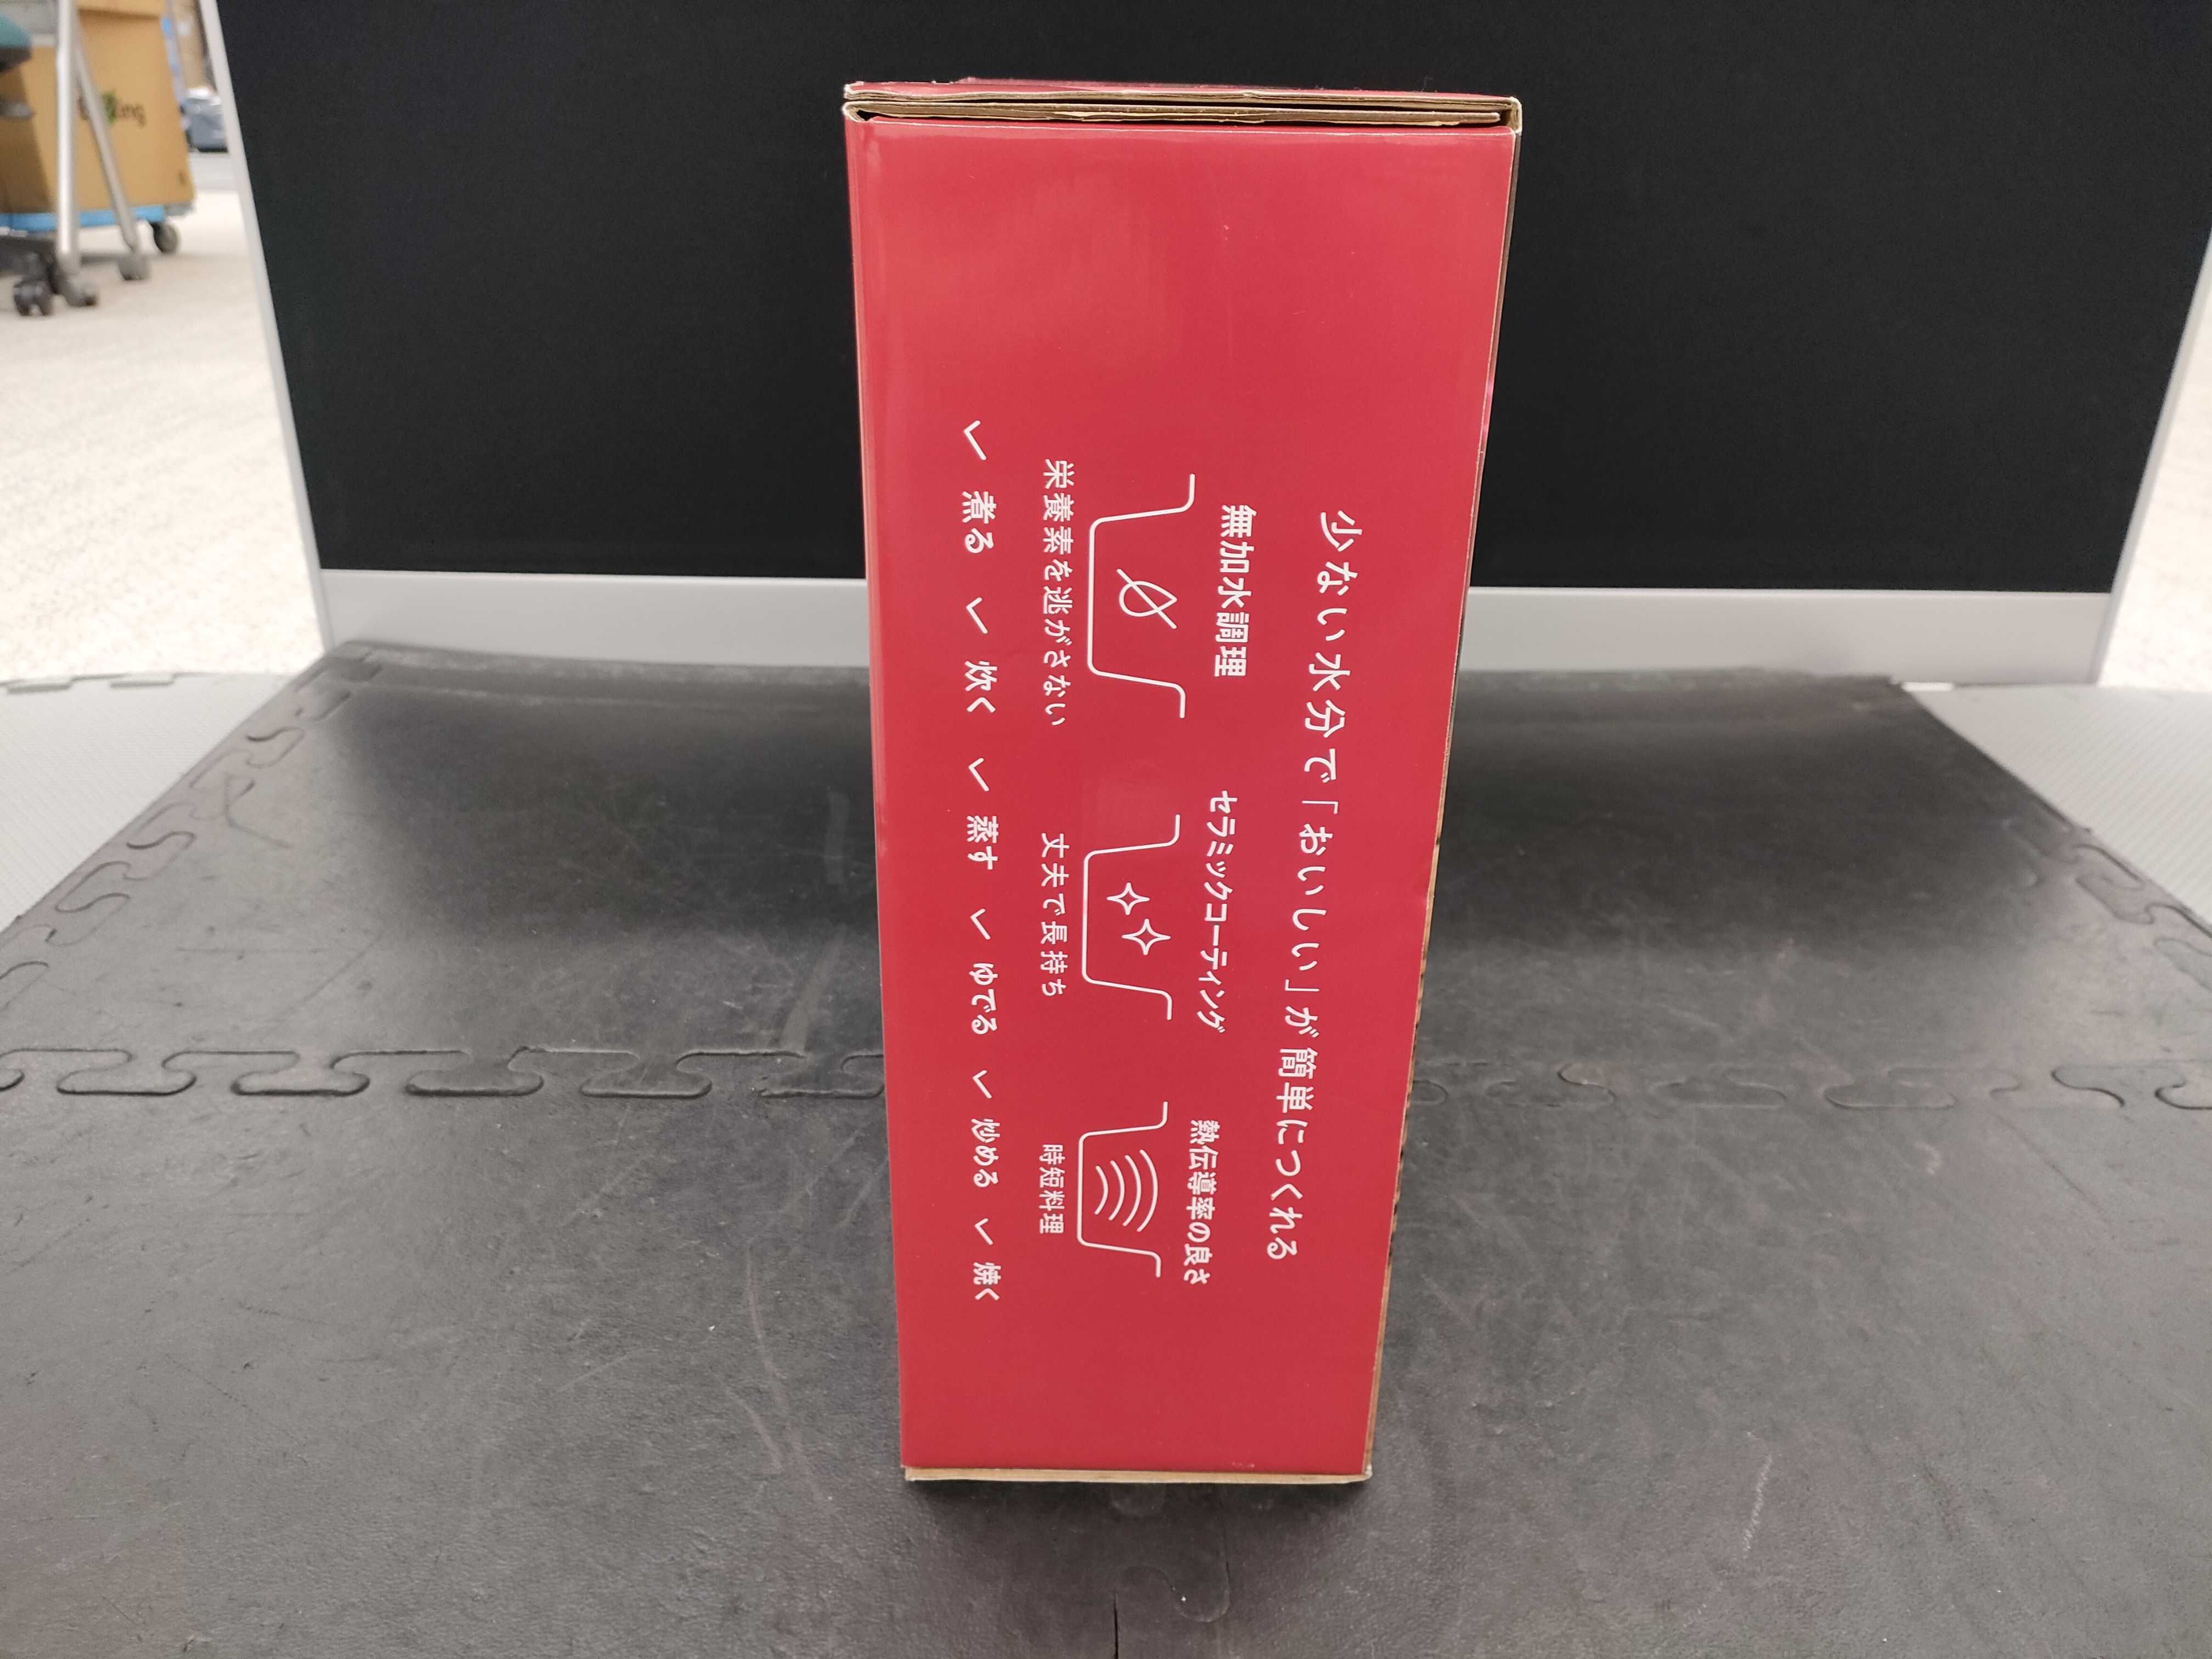 少ない水分で「おいしい」が簡単につくれる
無加水調理
栄養素を逃がさない
セラミックコーティング
丈夫で長持ち
熱伝導率の良さ
時短料理
✓ 煮る ✓ 炊く ✓ 蒸す ✓ ゆでる ✓ 炒める ✓ 焼く